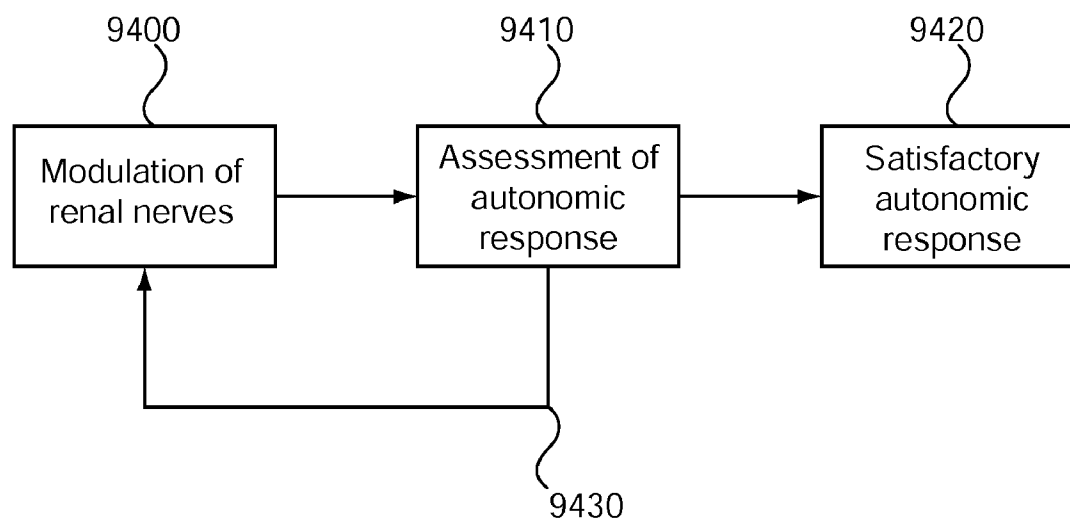 9400
9410
9420
Modulation of
renal nerves
Assessment of
autonomic
response
Satisfactory
autonomic
response
9430